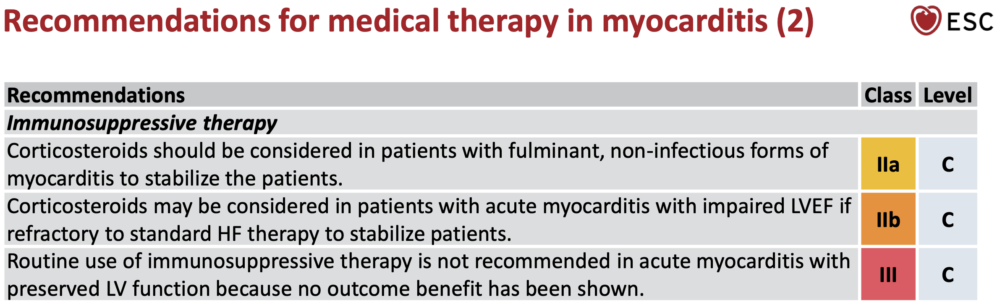 Recommendations for medical therapy in myocarditis (2)
ESC
Recommendations Class Level
Immunosuppressive therapy
Corticosteroids should be considered in patients with fulminant, non-infectious forms of
myocarditis to stabilize the patients.
IIa C
Corticosteroids may be considered in patients with acute myocarditis with impaired LVEF if
refractory to standard HF therapy to stabilize patients.
IIb C
Routine use of immunosuppressive therapy is not recommended in acute myocarditis with
preserved LV function because no outcome benefit has been shown.
III C